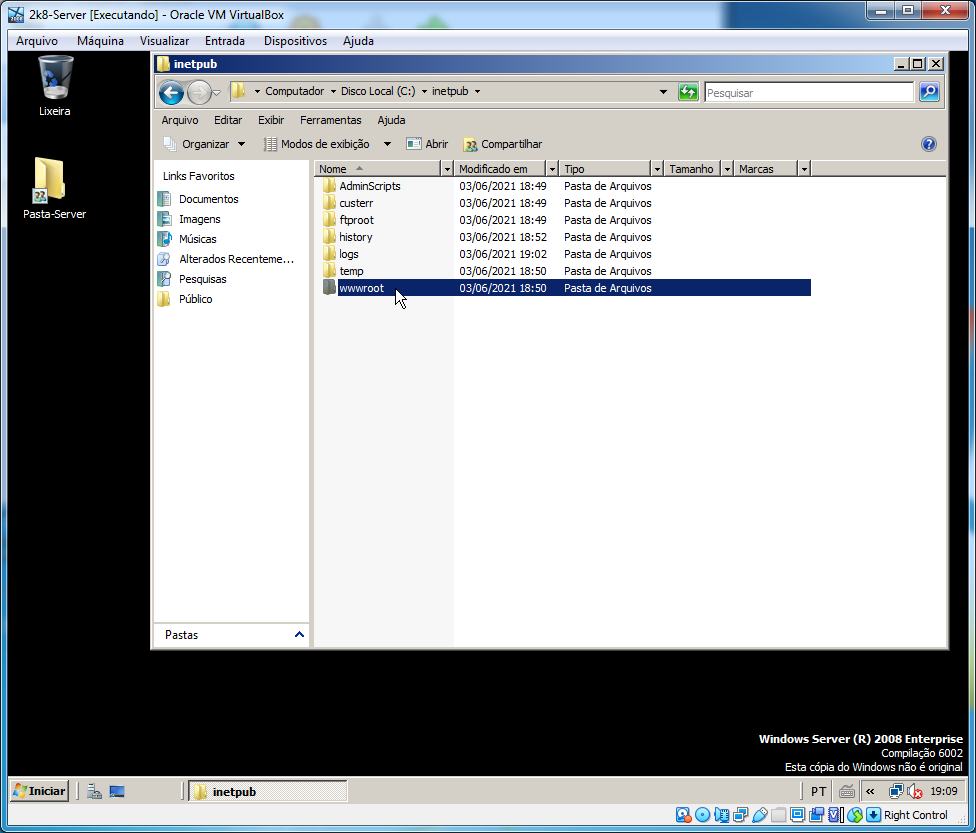 2k8-Server [Executando] - Oracle VM VirtualBox
Arquivo Máquina Visualizar Entrada Dispositivos Ajuda
Lixeira
Pasta-Server
inetpub
Computador Disco Local (C:) inetpub
Pesquisar
Arquivo Editar Exibir Ferramentas Ajuda
Organizar Modos de exibição Abrir Compartilhar
Links Favoritos
Documentos
Imagens
Músicas
Alterados Recenteme...
Pesquisas
Público
Pastas
Nome Modificado em Tipo Tamanho Marcas
AdminScripts 03/06/2021 18:49 Pasta de Arquivos
custerr 03/06/2021 18:49 Pasta de Arquivos
ftproot 03/06/2021 18:49 Pasta de Arquivos
history 03/06/2021 18:52 Pasta de Arquivos
logs 03/06/2021 19:02 Pasta de Arquivos
temp 03/06/2021 18:50 Pasta de Arquivos
wwwroot 03/06/2021 18:50 Pasta de Arquivos
Windows Server (R) 2008 Enterprise
Compilação 6002
Esta cópia do Windows não é original
Iniciar inetpub PT « 19:09
Right Control